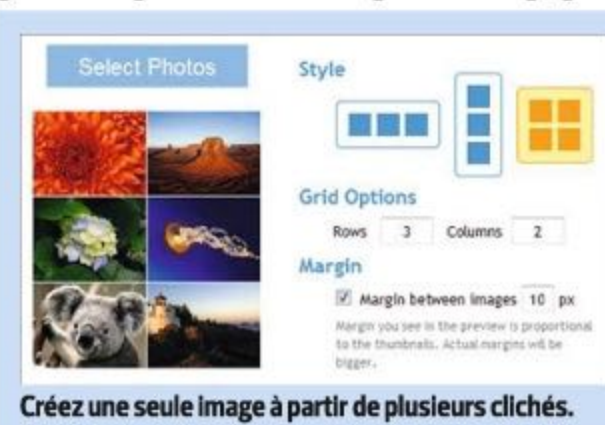 Select Photos
Style
Grid Options
Rows 3 Columns 2
Margin
Margin between images 10 px
Margin you see in the preview is proportional
to the thumbnails. Actual margins will be
bigger.
Créez une seule image à partir de plusieurs clichés.